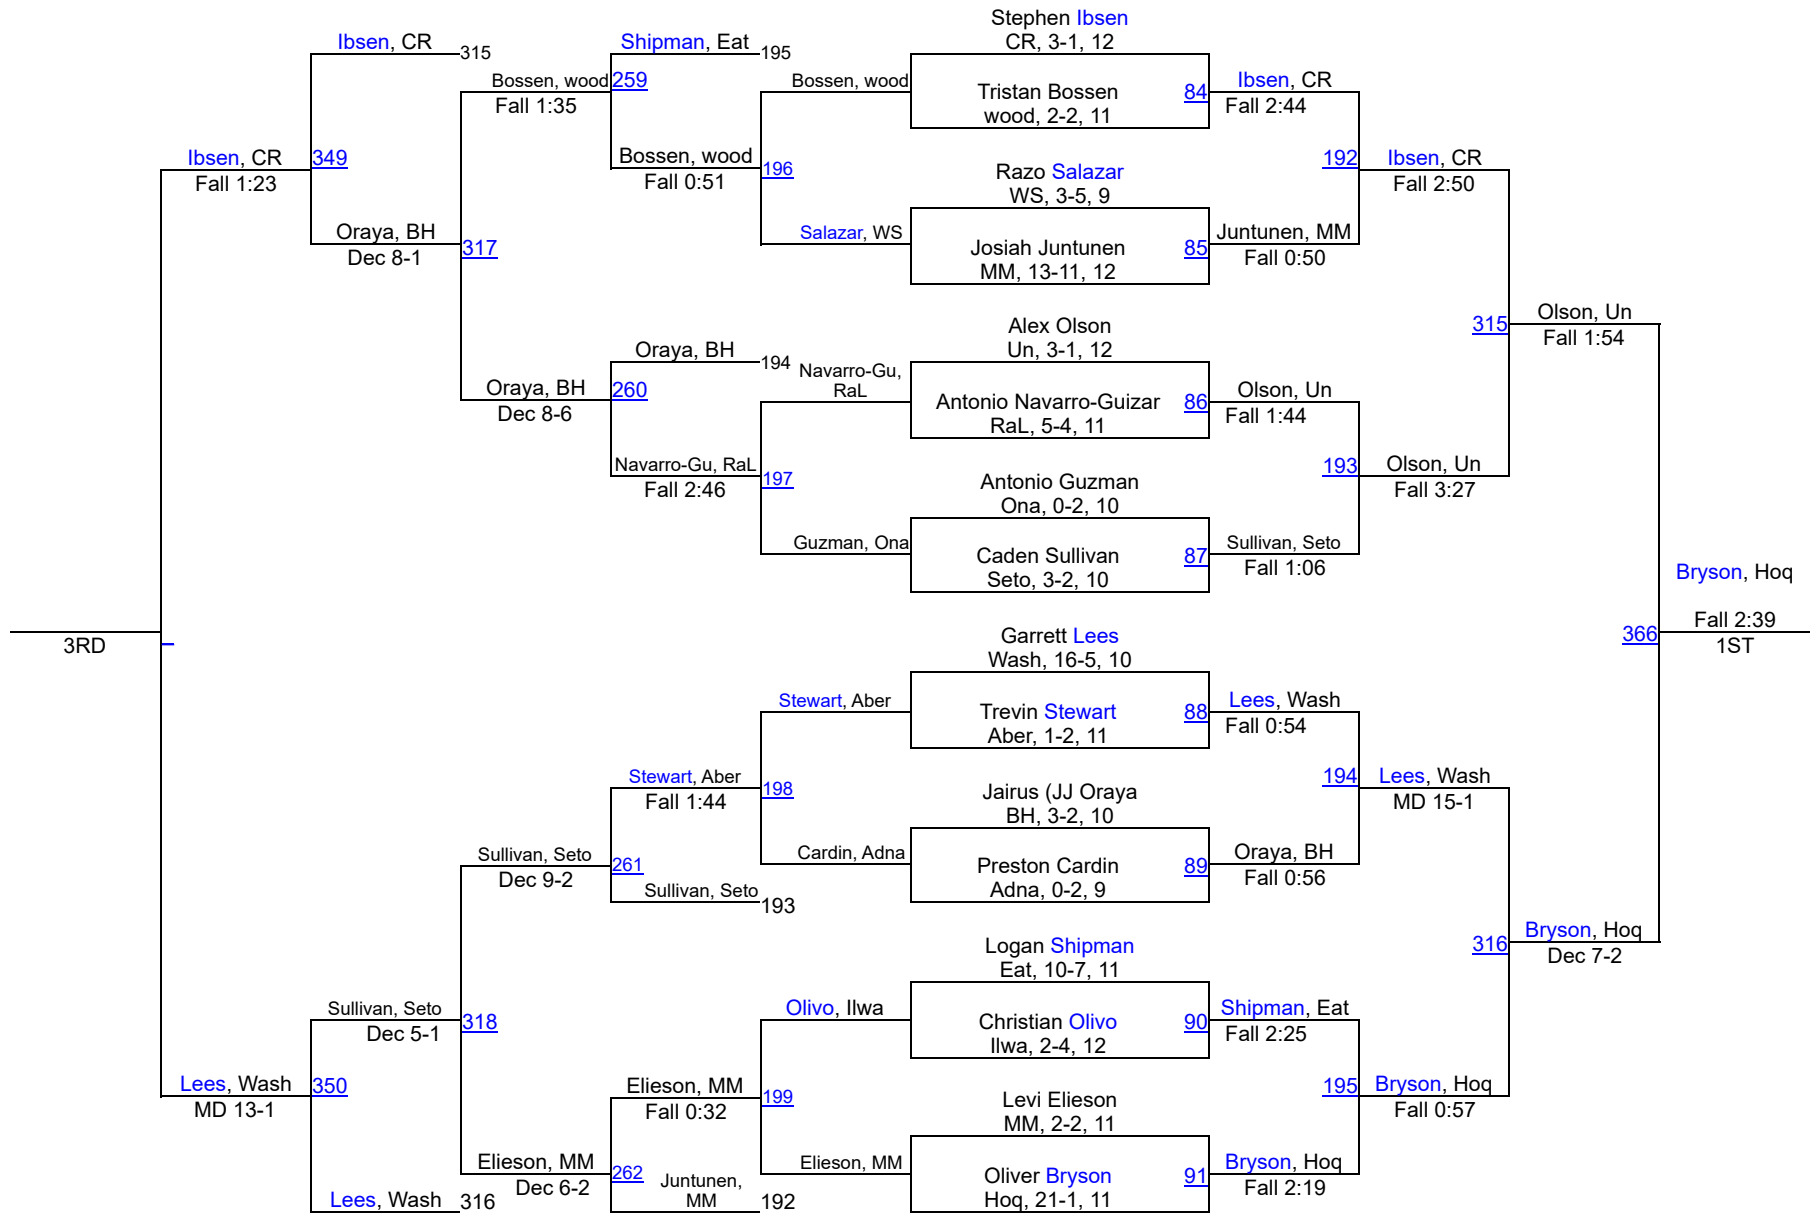 Stephen Ibsen
CR, 3-1, 12
Ibsen, CR
315
Shipman, Eat
195
Bossen, wood
259
Fall 1:35
Bossen, wood
Tristan Bossen
wood, 2-2, 11
84
Ibsen, CR
Fall 2:44
Ibsen, CR
349
Fall 1:23
Bossen, wood
Fall 0:51
196
Razo Salazar
WS, 3-5, 9
192
Ibsen, CR
Fall 2:50
Oraya, BH
Dec 8-1
317
Salazar, WS
Josiah Juntunen
MM, 13-11, 12
85
Juntunen, MM
Fall 0:50
Alex Olson
Un, 3-1, 12
315
Olson, Un
Fall 1:54
Oraya, BH
194
Oraya, BH
260
Dec 8-6
Navarro-Gu,
RaL
Antonio Navarro-Guizar
RaL, 5-4, 11
86
Olson, Un
Fall 1:44
Navarro-Gu, RaL
Fall 2:46
197
Antonio Guzman
Ona, 0-2, 10
193
Olson, Un
Fall 3:27
Guzman, Ona
Caden Sullivan
Seto, 3-2, 10
87
Sullivan, Seto
Fall 1:06
Bryson, Hoq
366
Fall 2:39
1ST
3RD
Garrett Lees
Wash, 16-5, 10
Stewart, Aber
Trevin Stewart
Aber, 1-2, 11
88
Lees, Wash
Fall 0:54
Stewart, Aber
Fall 1:44
198
Jairus (JJ Oraya
BH, 3-2, 10
194
Lees, Wash
MD 15-1
Sullivan, Seto
Dec 9-2
261
Cardin, Adna
Preston Cardin
Adna, 0-2, 9
89
Oraya, BH
Fall 0:56
Sullivan, Seto
193
Logan Shipman
Eat, 10-7, 11
316
Bryson, Hoq
Dec 7-2
Sullivan, Seto
Dec 5-1
318
Olivo, Ilwa
Christian Olivo
Ilwa, 2-4, 12
90
Shipman, Eat
Fall 2:25
Lees, Wash
350
MD 13-1
Elieson, MM
Fall 0:32
199
Levi Elieson
MM, 2-2, 11
195
Bryson, Hoq
Fall 0:57
Elieson, MM
Dec 6-2
262
Elieson, MM
Oliver Bryson
Hoq, 21-1, 11
91
Bryson, Hoq
Fall 2:19
Lees, Wash
316
Juntunen,
MM
192